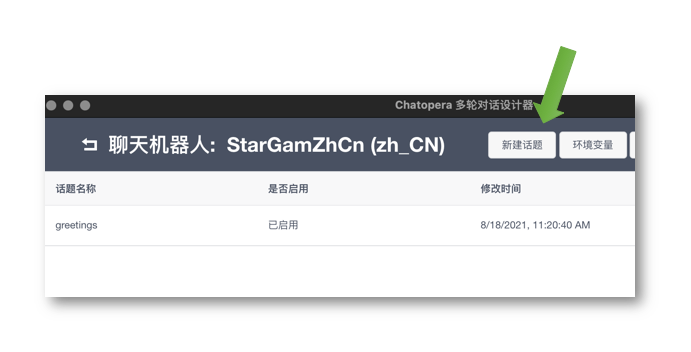 Chatopera 多轮对话设计器
聊天机器人: StarGamZhCn (zh_CN)
新建话题 环境变量
话题名称 是否启用 修改时间
greetings 已启用 8/18/2021, 11:20:40 AM